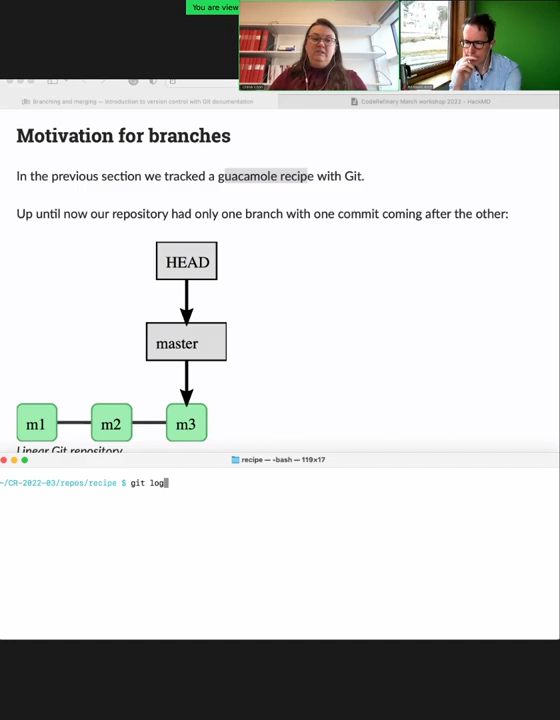 You are view
Branching and merging — Introduction to version control with Git documentation
CodeRefinery March workshop 2022 - HackMD
Motivation for branches
In the previous section we tracked a guacamole recipe with Git.
Up until now our repository had only one branch with one commit coming after the other:
HEAD
master
m1
m2
m3
Linear Git repository
recipe — -bash — 119×17
~/CR-2022-03/repos/recipe $ git log